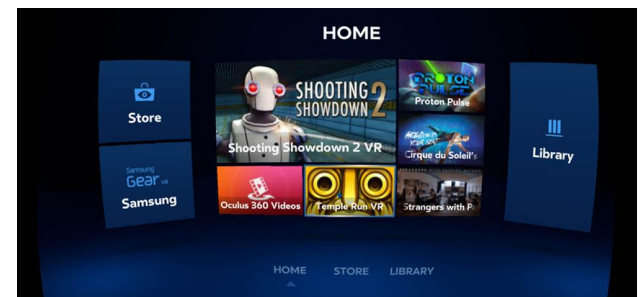 HOME
Store
Samsung
Gear VR
Samsung
SHOOTING
SHOWDOWN 2
Shooting Showdown 2 VR
Oculus 360 Videos
Temple Run VR
PROTON
PULSE
Proton Pulse
Cirque du Soleil's
Strangers with P
Library
HOME STORE LIBRARY